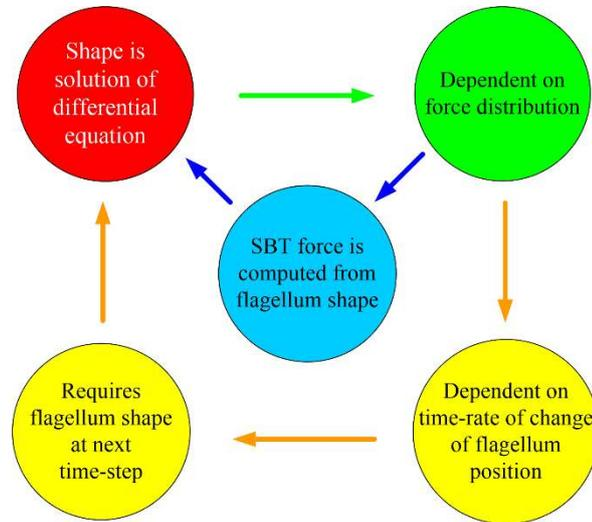 Shape is
solution of
differential
equation
Dependent on
force distribution
SBT force is
computed from
flagellum shape
Requires
flagellum shape
at next
time-step
Dependent on
time-rate of change
of flagellum
position